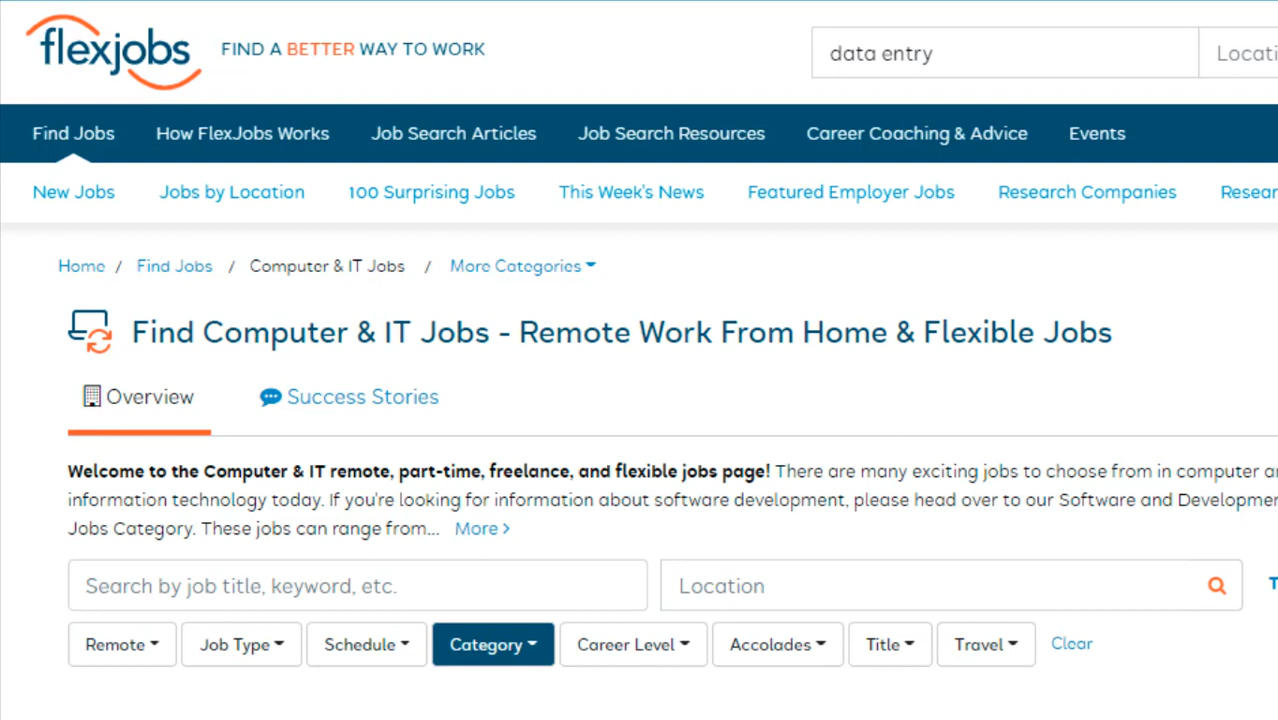 flexjobs FIND A BETTER WAY TO WORK
data entry
Find Jobs How FlexJobs Works Job Search Articles Job Search Resources Career Coaching & Advice Events
New Jobs Jobs by Location 100 Surprising Jobs This Week's News Featured Employer Jobs Research Companies
Home / Find Jobs / Computer & IT Jobs / More Categories
Find Computer & IT Jobs - Remote Work From Home & Flexible Jobs
Overview Success Stories
Welcome to the Computer & IT remote, part-time, freelance, and flexible jobs page! There are many exciting jobs to choose from in computer
information technology today. If you're looking for information about software development, please head over to our Software and
Jobs Category. These jobs can range from... More >
Search by job title, keyword, etc. Location
Remote Job Type Schedule Category Career Level Accolades Title Travel Clear